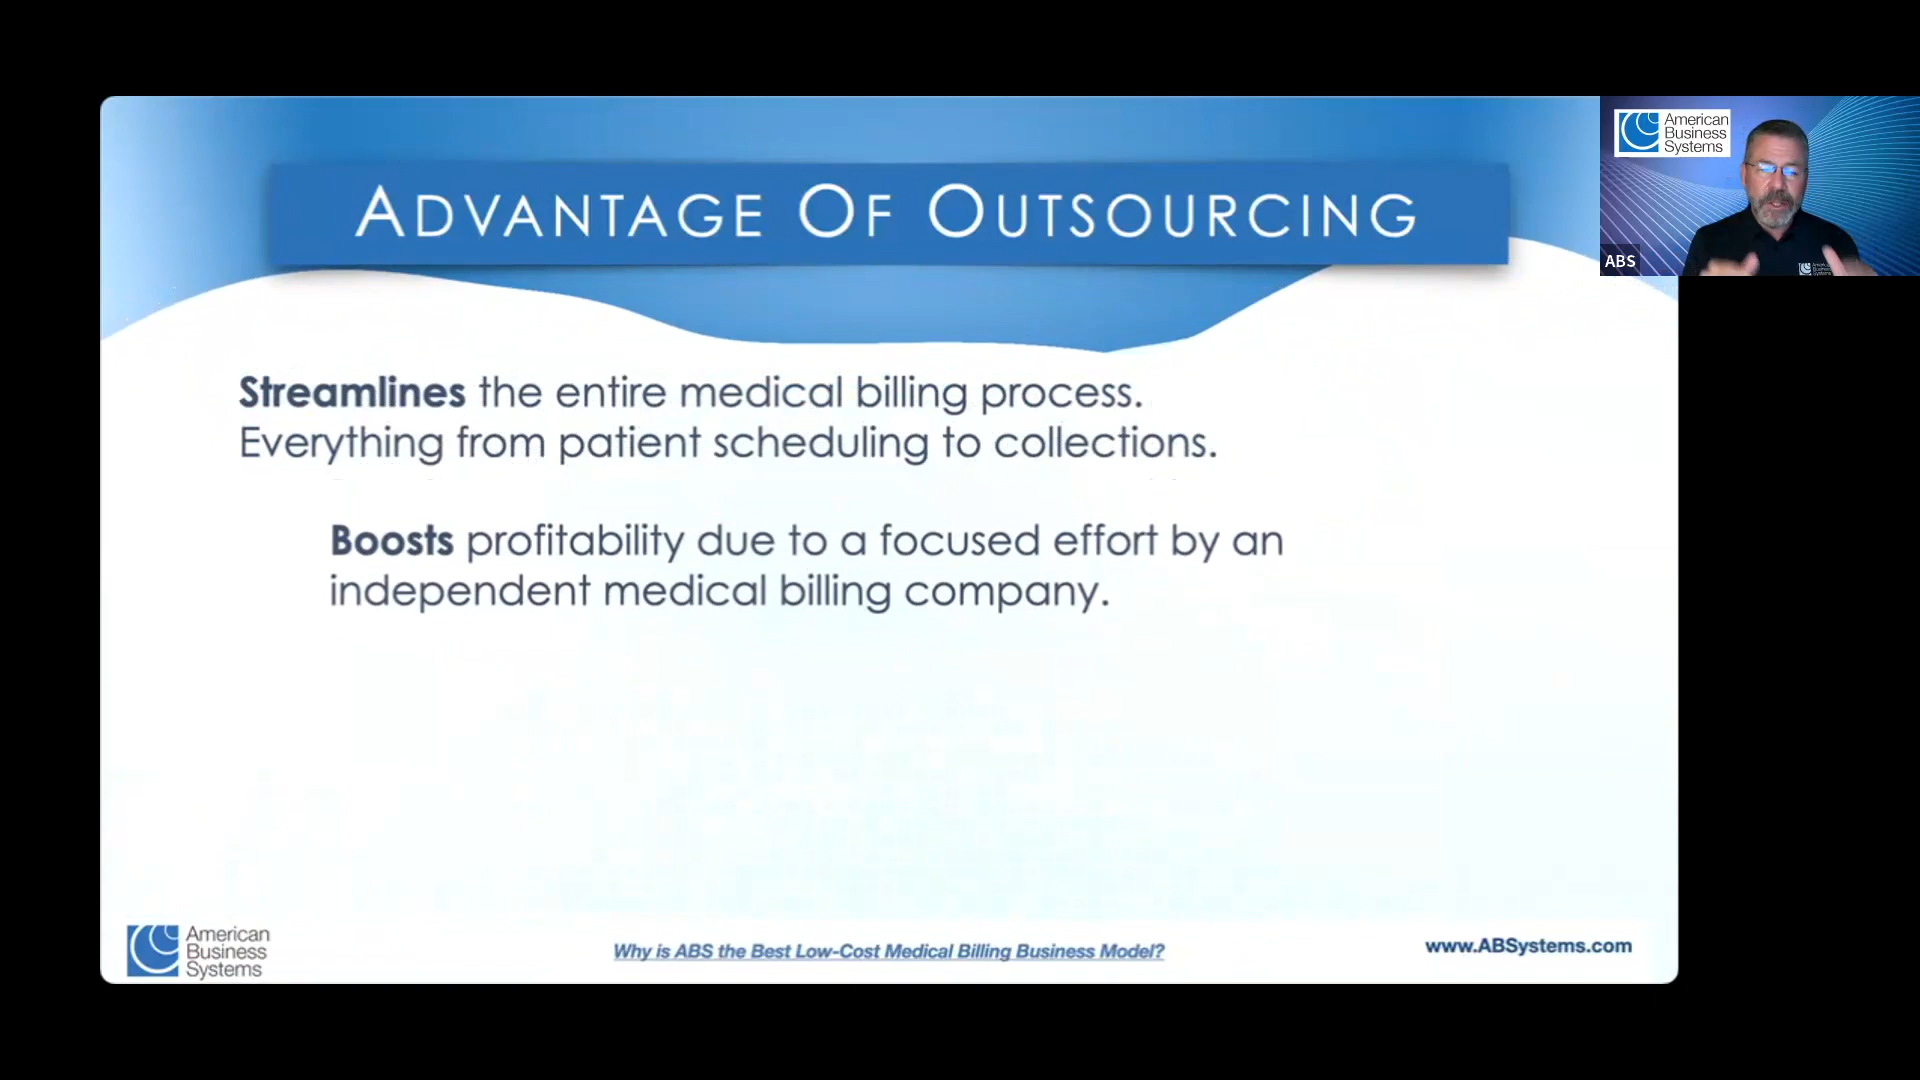 ADVANTAGE OF OUTSOURCING
American
Business
Systems
ABS
Streamlines the entire medical billing process.
Everything from patient scheduling to collections.
Boosts profitability due to a focused effort by an
independent medical billing company.
American
Business
Systems
Why is ABS the Best Low-Cost Medical Billing Business Model?
www.ABSystems.com